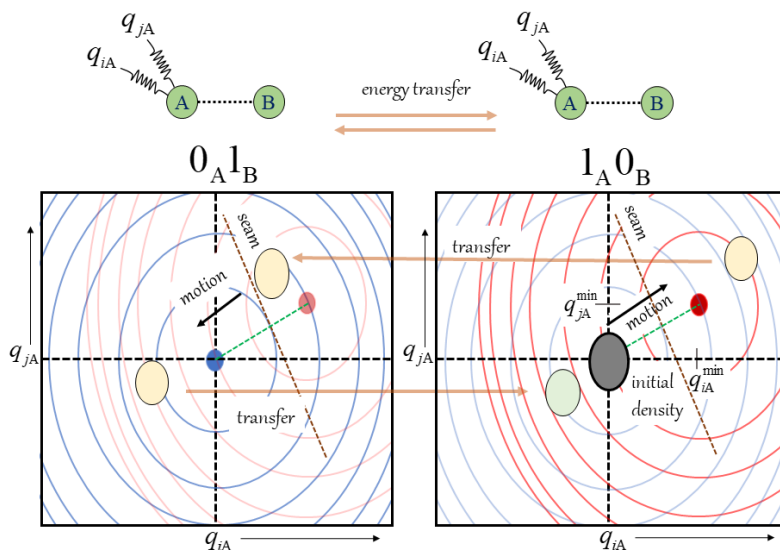 q_jA
q_iA
A
B
energy transfer
q_jA
q_iA
A
B
0_A1_B
1_A0_B
seam
motion
transfer
q_jA
q_iA
seam
transfer
q_jA^min
motion
q_iA^min
initial
density
q_jA
q_iA